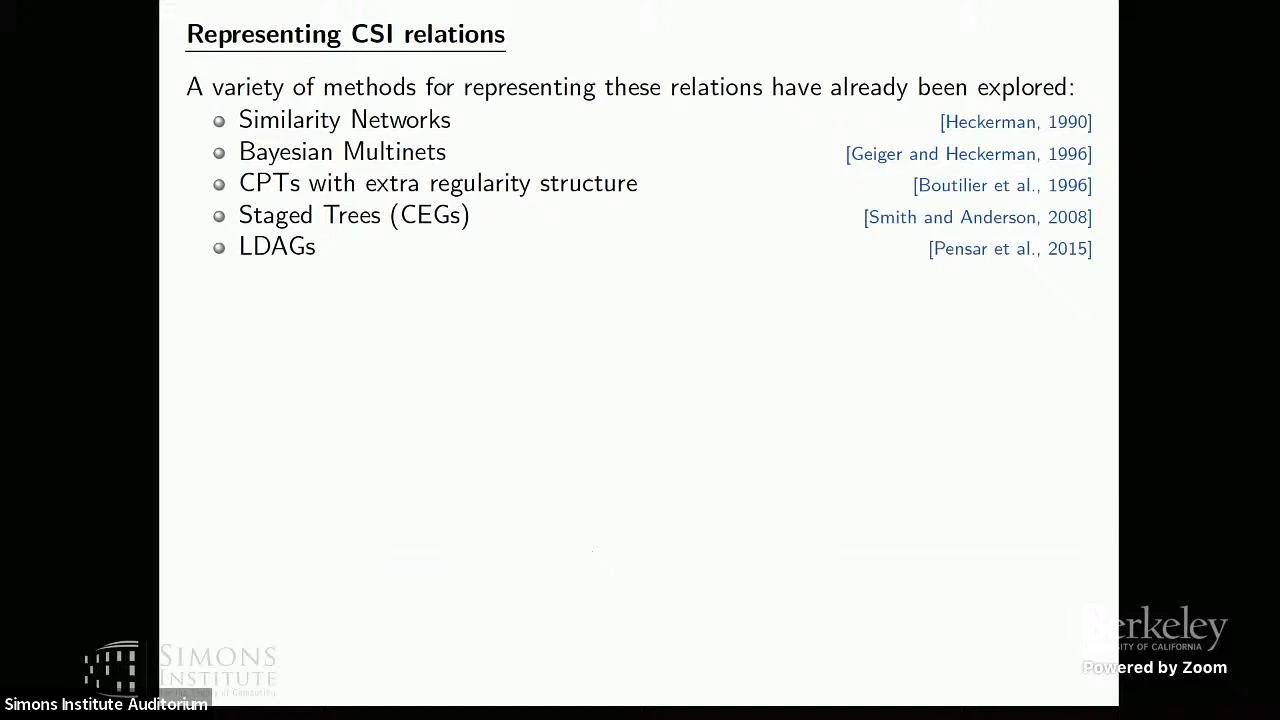 Representing CSI relations
A variety of methods for representing these relations have already been explored:
Similarity Networks [Heckerman, 1990]
Bayesian Multinets [Geiger and Heckerman, 1996]
CPTs with extra regularity structure [Boutilier et al., 1996]
Staged Trees (CEGs) [Smith and Anderson, 2008]
LDAGs [Pensar et al., 2015]
SIMONS
INSTITUTE
Berkeley
OF CALIFORNIA
Powered by Zoom
Simons Institute Auditorium